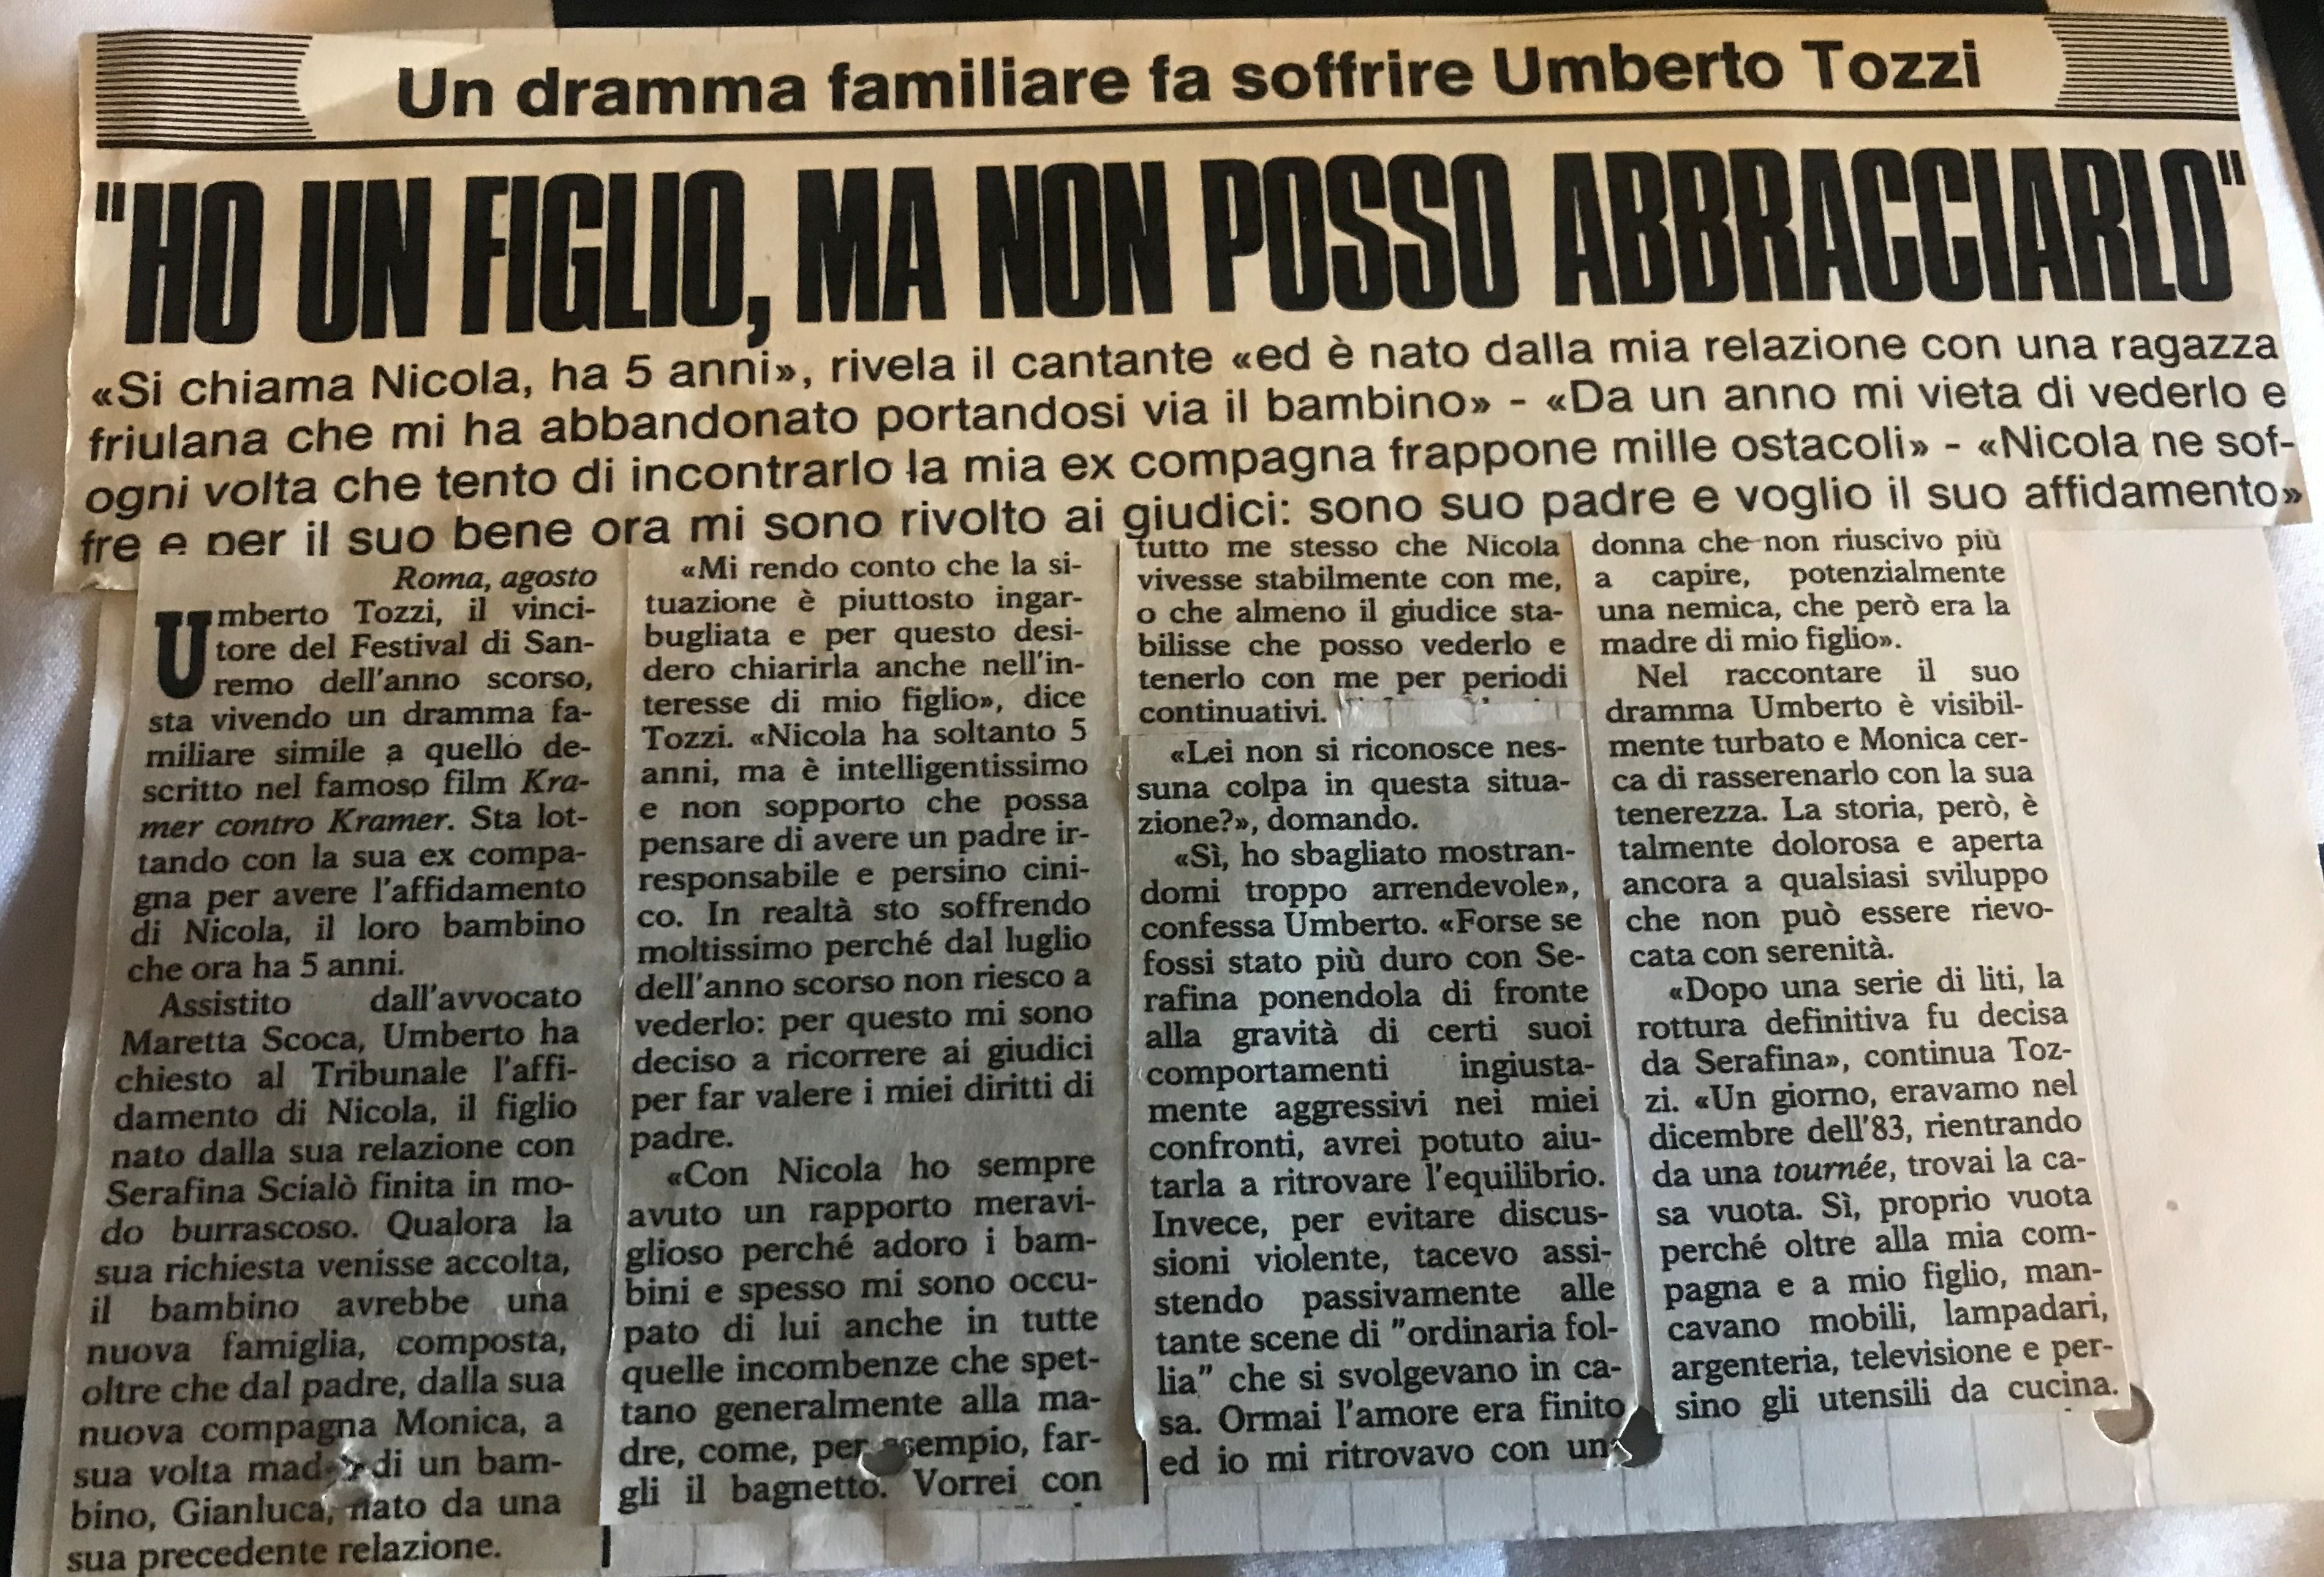 Un dramma familiare fa soffrire Umberto Tozzi
"HO UN FIGLIO, MA NON POSSO ABBRACCIARLO"
«Si chiama Nicola, ha 5 anni», rivela il cantante «ed è nato dalla mia relazione con una ragazza
friulana che mi ha abbandonato portandosi via il bambino» - «Da un anno mi vieta di vederlo e
ogni volta che tento di incontrarlo la mia ex compagna frappone mille ostacoli» - «Nicola ne sof-
fre e per il suo bene ora mi sono rivolto ai giudici: sono suo padre e voglio il suo affidamento»
Roma, agosto
Umberto Tozzi, il vinci-
tore del Festival di San-
remo dell'anno scorso,
sta vivendo un dramma fa-
miliare simile a quello de-
scritto nel famoso film Kra-
mer contro Kramer. Sta lot-
tando con la sua ex compa-
gna per avere l'affidamento
di Nicola, il loro bambino
che ora ha 5 anni.
Assistito dall'avvocato
Maretta Scoca, Umberto ha
chiesto al Tribunale l'affi-
damento di Nicola, il figlio
nato dalla sua relazione con
Serafina Scialò finita in mo-
do burrascoso. Qualora la
sua richiesta venisse accolta,
il bambino avrebbe una
nuova famiglia, composta,
oltre che dal padre, dalla sua
nuova compagna Monica, a
sua volta madre di un bam-
bino, Gianluca, nato da una
sua precedente relazione.
«Mi rendo conto che la si-
tuazione è piuttosto ingar-
bugliata e per questo desi-
dero chiarirla anche nell'in-
teresse di mio figlio», dice
Tozzi. «Nicola ha soltanto 5
anni, ma è intelligentissimo
e non sopporto che possa
pensare di avere un padre ir-
responsabile e persino cini-
co. In realtà sto soffrendo
moltissimo perché dal luglio
dell'anno scorso non riesco a
vederlo: per questo mi sono
deciso a ricorrere ai giudici
per far valere i miei diritti di
padre.
«Con Nicola ho sempre
avuto un rapporto meravi-
glioso perché adoro i bam-
bini e spesso mi sono occu-
pato di lui anche in tutte
quelle incombenze che spet-
tano generalmente alla ma-
dre, come, per esempio, far-
gli il bagnetto. Vorrei con
tutto me stesso che Nicola
vivesse stabilmente con me,
o che almeno il giudice sta-
bilisse che posso vederlo e
tenerlo con me per periodi
continuativi.
«Lei non si riconosce nes-
suna colpa in questa situa-
zione?», domando.
«Sì, ho sbagliato mostran-
domi troppo arrendevole»,
confessa Umberto. «Forse se
fossi stato più duro con Se-
rafina ponendola di fronte
alla gravità di certi suoi
comportamenti ingiusta-
mente aggressivi nei miei
confronti, avrei potuto aiu-
tarla a ritrovare l'equilibrio.
Invece, per evitare discus-
sioni violente, tacevo assi-
stendo passivamente alle
tante scene di "ordinaria fol-
lia" che si svolgevano in ca-
sa. Ormai l'amore era finito
ed io mi ritrovavo con una
donna che non riuscivo più
a capire, potenzialmente
una nemica, che però era la
madre di mio figlio».
Nel raccontare il suo
dramma Umberto è visibil-
mente turbato e Monica cer-
ca di rasserenarlo con la sua
tenerezza. La storia, però, è
talmente dolorosa e aperta
ancora a qualsiasi sviluppo
che non può essere rievo-
cata con serenità.
«Dopo una serie di liti, la
rottura definitiva fu decisa
da Serafina», continua Toz-
zi. «Un giorno, eravamo nel
dicembre dell'83, rientrando
da una tournée, trovai la ca-
sa vuota. Sì, proprio vuota
perché oltre alla mia com-
pagna e a mio figlio, man-
cavano mobili, lampadari,
argenteria, televisione e per-
sino gli utensili da cucina.